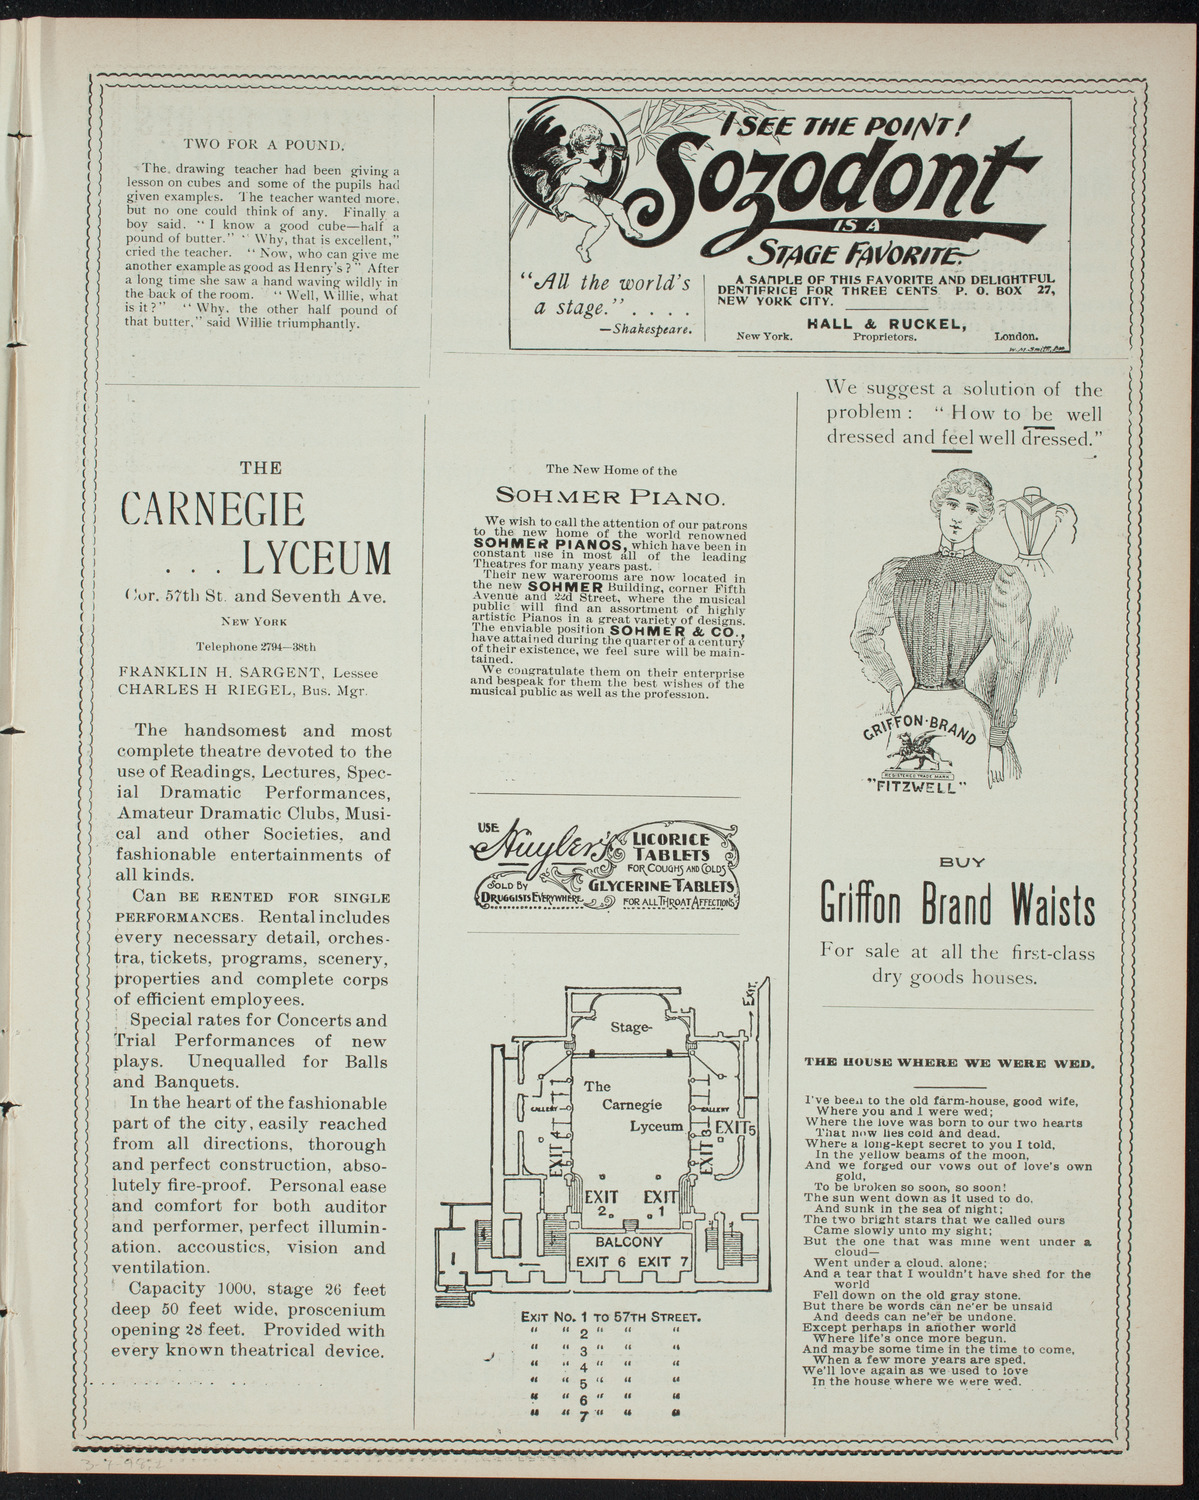 TWO FOR A POUND.
The drawing teacher had been giving a
lesson on cubes and some of the pupils had
given examples. The teacher wanted more,
but no one could think of any. Finally a
boy said. "I know a good cube—half a
pound of butter." "Why, that is excellent,"
cried the teacher. "Now, who can give me
another example as good as Henry's?" After
a long time she saw a hand waving wildly in
the back of the room. "Well, Willie, what
is it?" "Why, the other half pound of
that butter," said Willie triumphantly.
I SEE THE POINT!
Sozodont
IS A
STAGE FAVORITE.
"All the world's
a stage." . . . .
—Shakespeare.
A SAMPLE OF THIS FAVORITE AND DELIGHTFUL
DENTIFRICE FOR THREE CENTS P. O. BOX 27,
NEW YORK CITY.
HALL & RUCKEL,
New York. Proprietors. London.
THE
CARNEGIE
. . . LYCEUM
Cor. 57th St. and Seventh Ave.
NEW YORK
Telephone 2794—38th
FRANKLIN H. SARGENT, Lessee
CHARLES H RIEGEL, Bus. Mgr.
The handsomest and most
complete theatre devoted to the
use of Readings, Lectures, Spec-
ial Dramatic Performances,
Amateur Dramatic Clubs, Musi-
cal and other Societies, and
fashionable entertainments of
all kinds.
Can BE RENTED FOR SINGLE
PERFORMANCES. Rental includes
every necessary detail, orches-
tra, tickets, programs, scenery,
properties and complete corps
of efficient employees.
Special rates for Concerts and
Trial Performances of new
plays. Unequalled for Balls
and Banquets.
In the heart of the fashionable
part of the city, easily reached
from all directions, thorough
and perfect construction, abso-
lutely fire-proof. Personal ease
and comfort for both auditor
and performer, perfect illumin-
ation. accoustics, vision and
ventilation.
Capacity 1000, stage 26 feet
deep 50 feet wide, proscenium
opening 28 feet. Provided with
every known theatrical device.
The New Home of the
SOHMER PIANO.
We wish to call the attention of our patrons
to the new home of the world renowned
SOHMER PIANOS, which have been in
constant use in most all of the leading
Theatres for many years past.
Their new warerooms are now located in
the new SOHMER Building, corner Fifth
Avenue and 22d Street, where the musical
public will find an assortment of highly
artistic Pianos in a great variety of designs.
The enviable position SOHMER & CO.,
have attained during the quarter of a century
of their existence, we feel sure will be main-
tained.
We congratulate them on their enterprise
and bespeak for them the best wishes of the
musical public as well as the profession.
USE Huyler's LICORICE
TABLETS
FOR COUGHS AND COLDS
SOLD BY
DRUGGISTS EVERYWHERE
GLYCERINE TABLETS
FOR ALL THROAT AFFECTIONS
EXIT.
Stage-
The
Carnegie
Lyceum
GALLERY
GALLERY
EXIT 4
EXIT 3
EXIT 5
EXIT
2
EXIT
1
BALCONY
EXIT 6 EXIT 7
EXIT NO. 1 TO 57TH STREET.
" " 2 " " "
" " 3 " " "
" " 4 " " "
" " 5 " " "
" " 6 " " "
" " 7 " " "
We suggest a solution of the
problem: "How to be well
dressed and feel well dressed."
GRIFFON·BRAND
REGISTERED TRADE MARK
"FITZWELL"
BUY
Griffon Brand Waists
For sale at all the first-class
dry goods houses.
THE HOUSE WHERE WE WERE WED.
I've been to the old farm-house, good wife,
Where you and I were wed;
Where the love was born to our two hearts
That now lies cold and dead.
Where a long-kept secret to you I told,
In the yellow beams of the moon,
And we forged our vows out of love's own
gold,
To be broken so soon, so soon!
The sun went down as it used to do,
And sunk in the sea of night;
The two bright stars that we called ours
Came slowly unto my sight;
But the one that was mine went under a
cloud—
Went under a cloud, alone;
And a tear that I wouldn't have shed for the
world
Fell down on the old gray stone.
But there be words can ne'er be unsaid
And deeds can ne'er be undone.
Except perhaps in another world
Where life's once more begun.
And maybe some time in the time to come,
When a few more years are sped,
We'll love again as we used to love
In the house where we were wed.